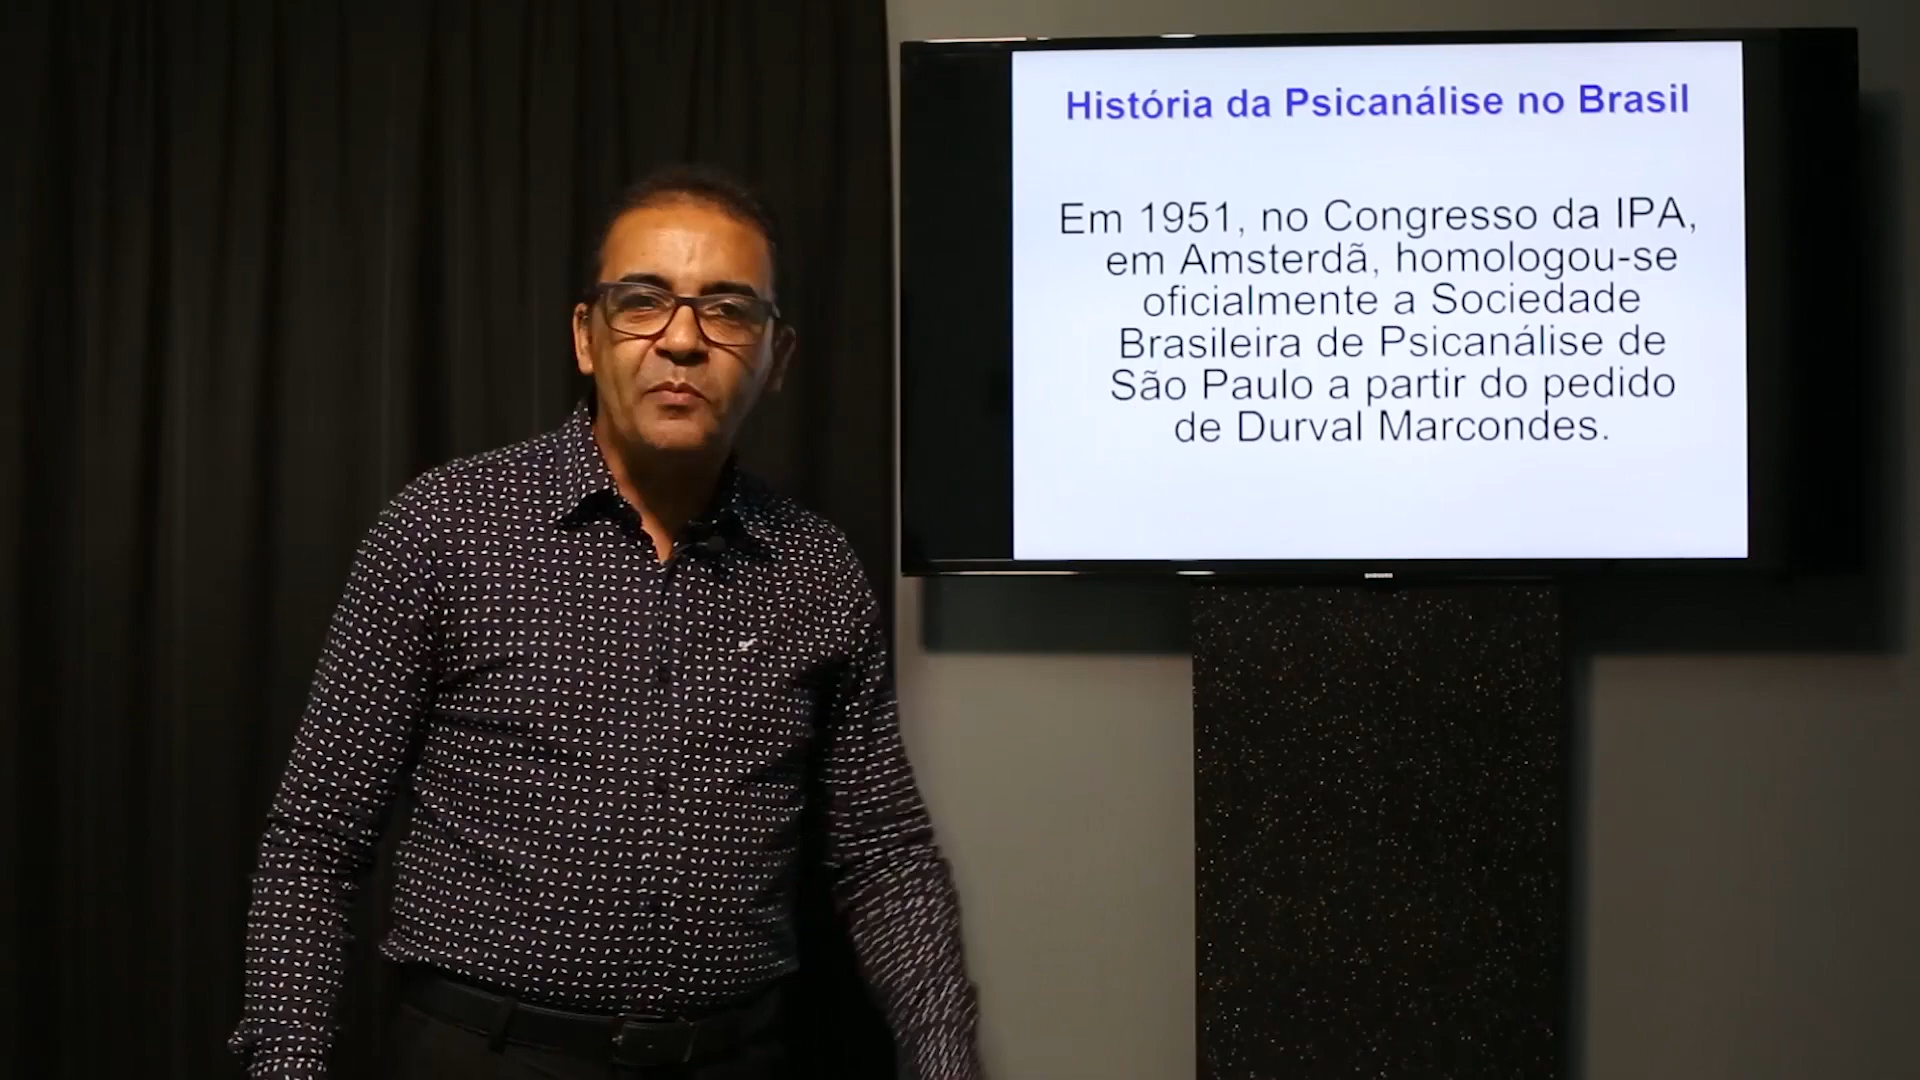 História da Psicanálise no Brasil
Em 1951, no Congresso da IPA,
em Amsterdã, homologou-se
oficialmente a Sociedade
Brasileira de Psicanálise de
São Paulo a partir do pedido
de Durval Marcondes.
SAMSUNG